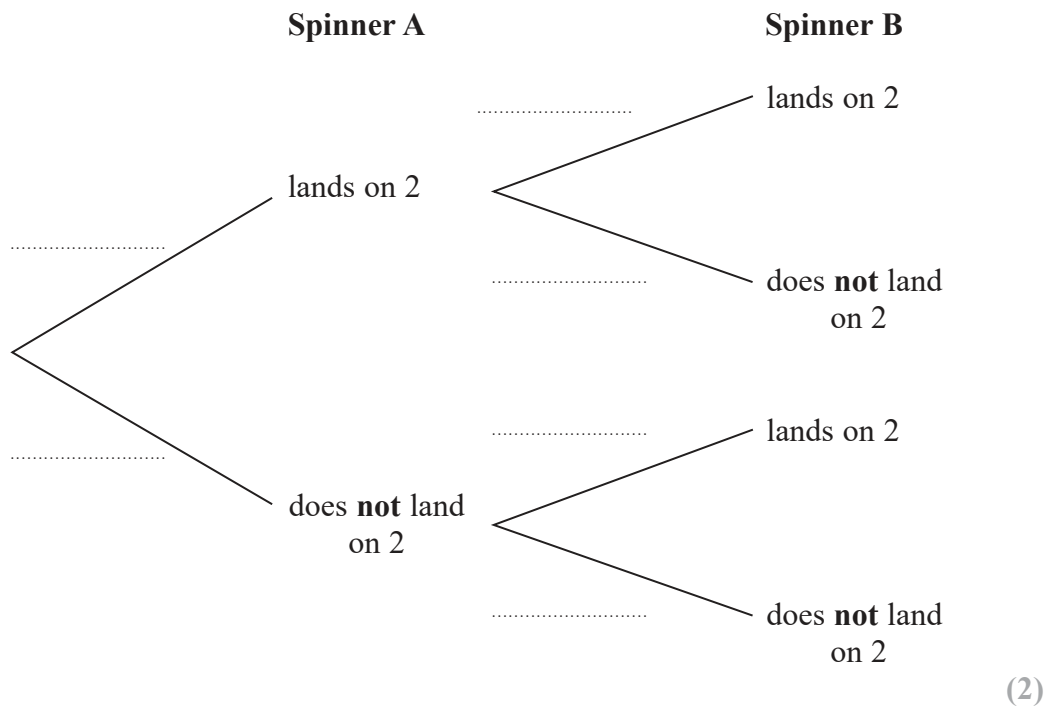 Spinner A
Spinner B
lands on 2
lands on 2
does not land
on 2
lands on 2
does not land
on 2
does not land
on 2
(2)